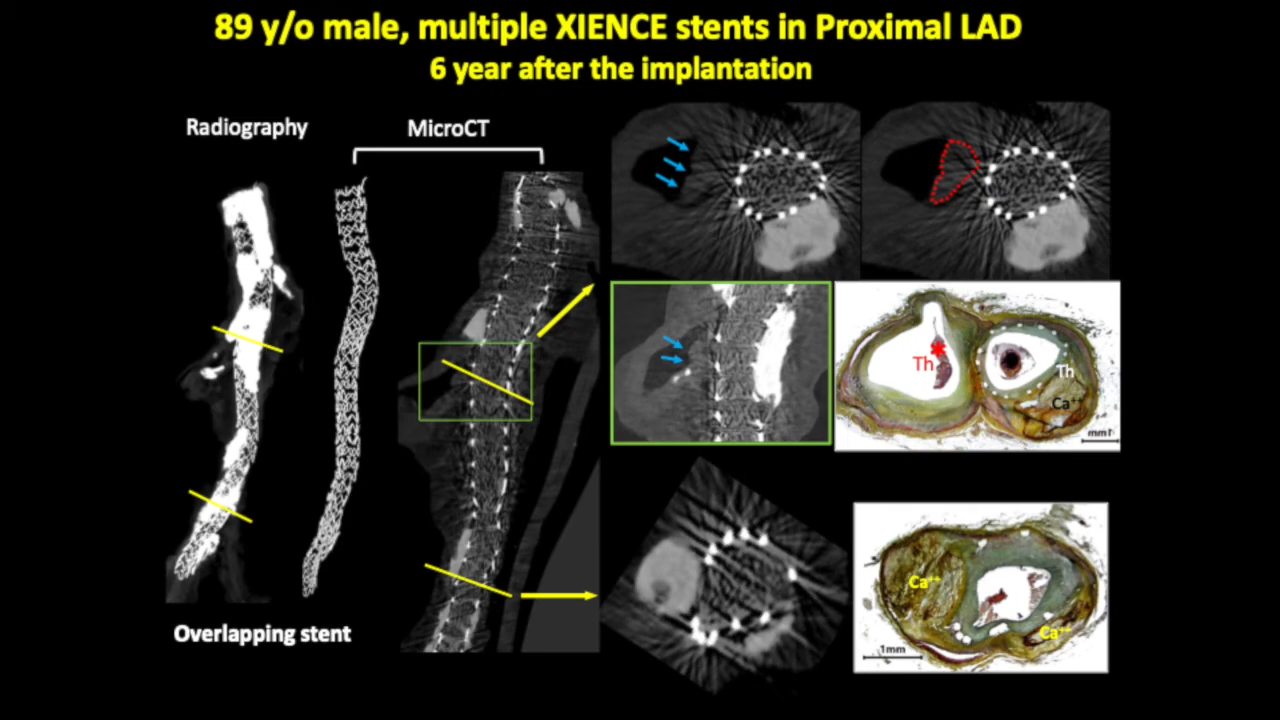 89 y/o male, multiple XIENCE stents in Proximal LAD
6 year after the implantation
Radiography
MicroCT
Th
Th
Ca⁺⁺
mm1
Ca⁺⁺
Ca⁺⁺
1mm
Overlapping stent